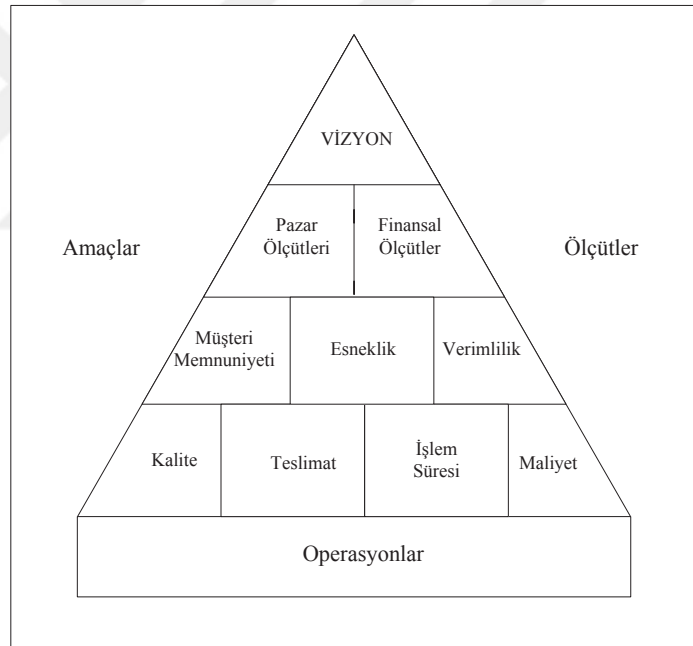 VİZYON
Pazar
Ölçütleri
Finansal
Ölçütler
Amaçlar
Ölçütler
Müşteri
Memnuniyeti
Esneklik
Verimlilik
Kalite
Teslimat
İşlem
Süresi
Maliyet
Operasyonlar